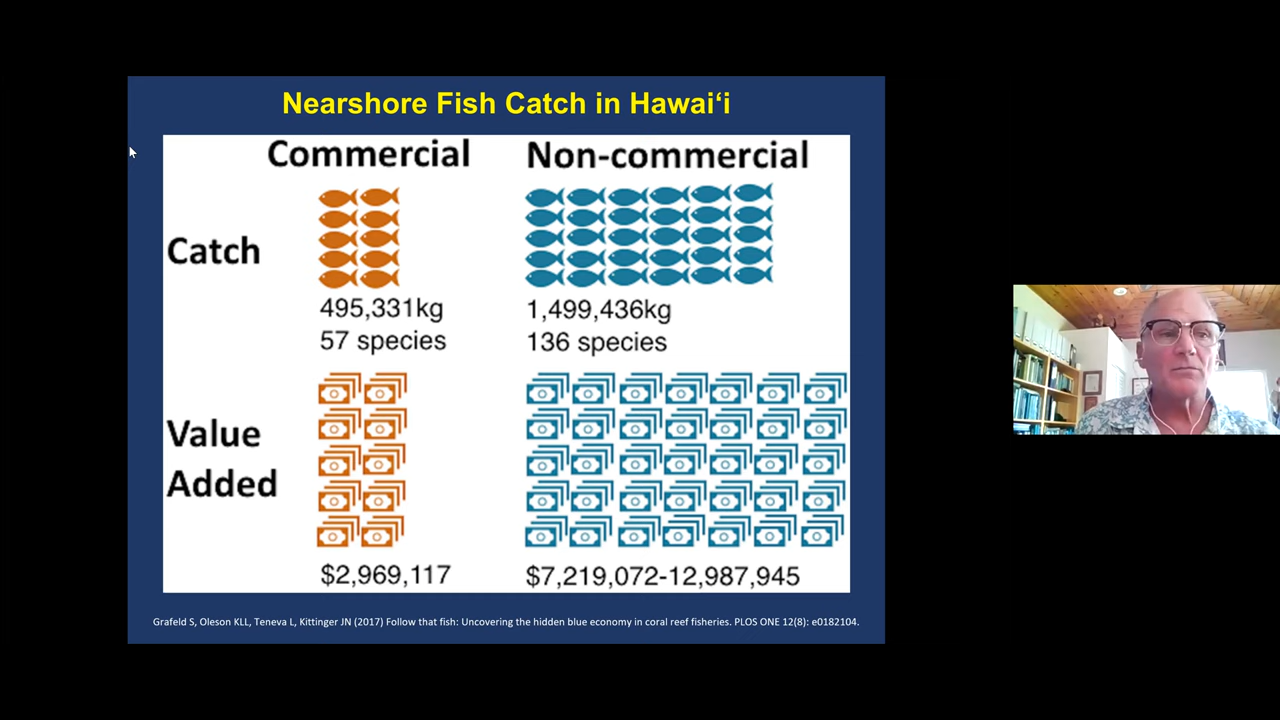 Nearshore Fish Catch in Hawaiʻi
Commercial
Non-commercial
Catch
495,331kg
57 species
1,499,436kg
136 species
Value
Added
$2,969,117
$7,219,072-12,987,945
Grafeld S, Oleson KLL, Teneva L, Kittinger JN (2017) Follow that fish: Uncovering the hidden blue economy in coral reef fisheries. PLOS ONE 12(8): e0182104.